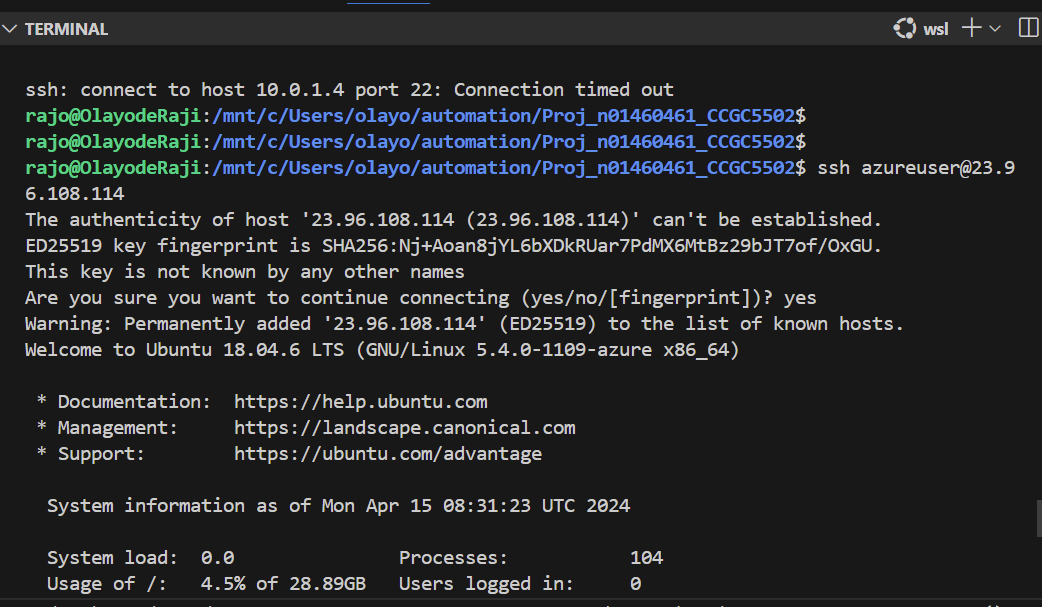 TERMINAL
wsl
ssh: connect to host 10.0.1.4 port 22: Connection timed out
rajo@OlayodeRaji:/mnt/c/Users/olayo/automation/Proj_n01460461_CCGC5502$
rajo@OlayodeRaji:/mnt/c/Users/olayo/automation/Proj_n01460461_CCGC5502$
rajo@OlayodeRaji:/mnt/c/Users/olayo/automation/Proj_n01460461_CCGC5502$ ssh azureuser@23.9
6.108.114
The authenticity of host '23.96.108.114 (23.96.108.114)' can't be established.
ED25519 key fingerprint is SHA256:Nj+Aoan8jYL6bXDkRUar7PdMX6MtBz29bJT7of/OxGU.
This key is not known by any other names
Are you sure you want to continue connecting (yes/no/[fingerprint])? yes
Warning: Permanently added '23.96.108.114' (ED25519) to the list of known hosts.
Welcome to Ubuntu 18.04.6 LTS (GNU/Linux 5.4.0-1109-azure x86_64)
* Documentation: https://help.ubuntu.com
* Management: https://landscape.canonical.com
* Support: https://ubuntu.com/advantage
System information as of Mon Apr 15 08:31:23 UTC 2024
System load: 0.0 Processes: 104
Usage of /: 4.5% of 28.89GB Users logged in: 0